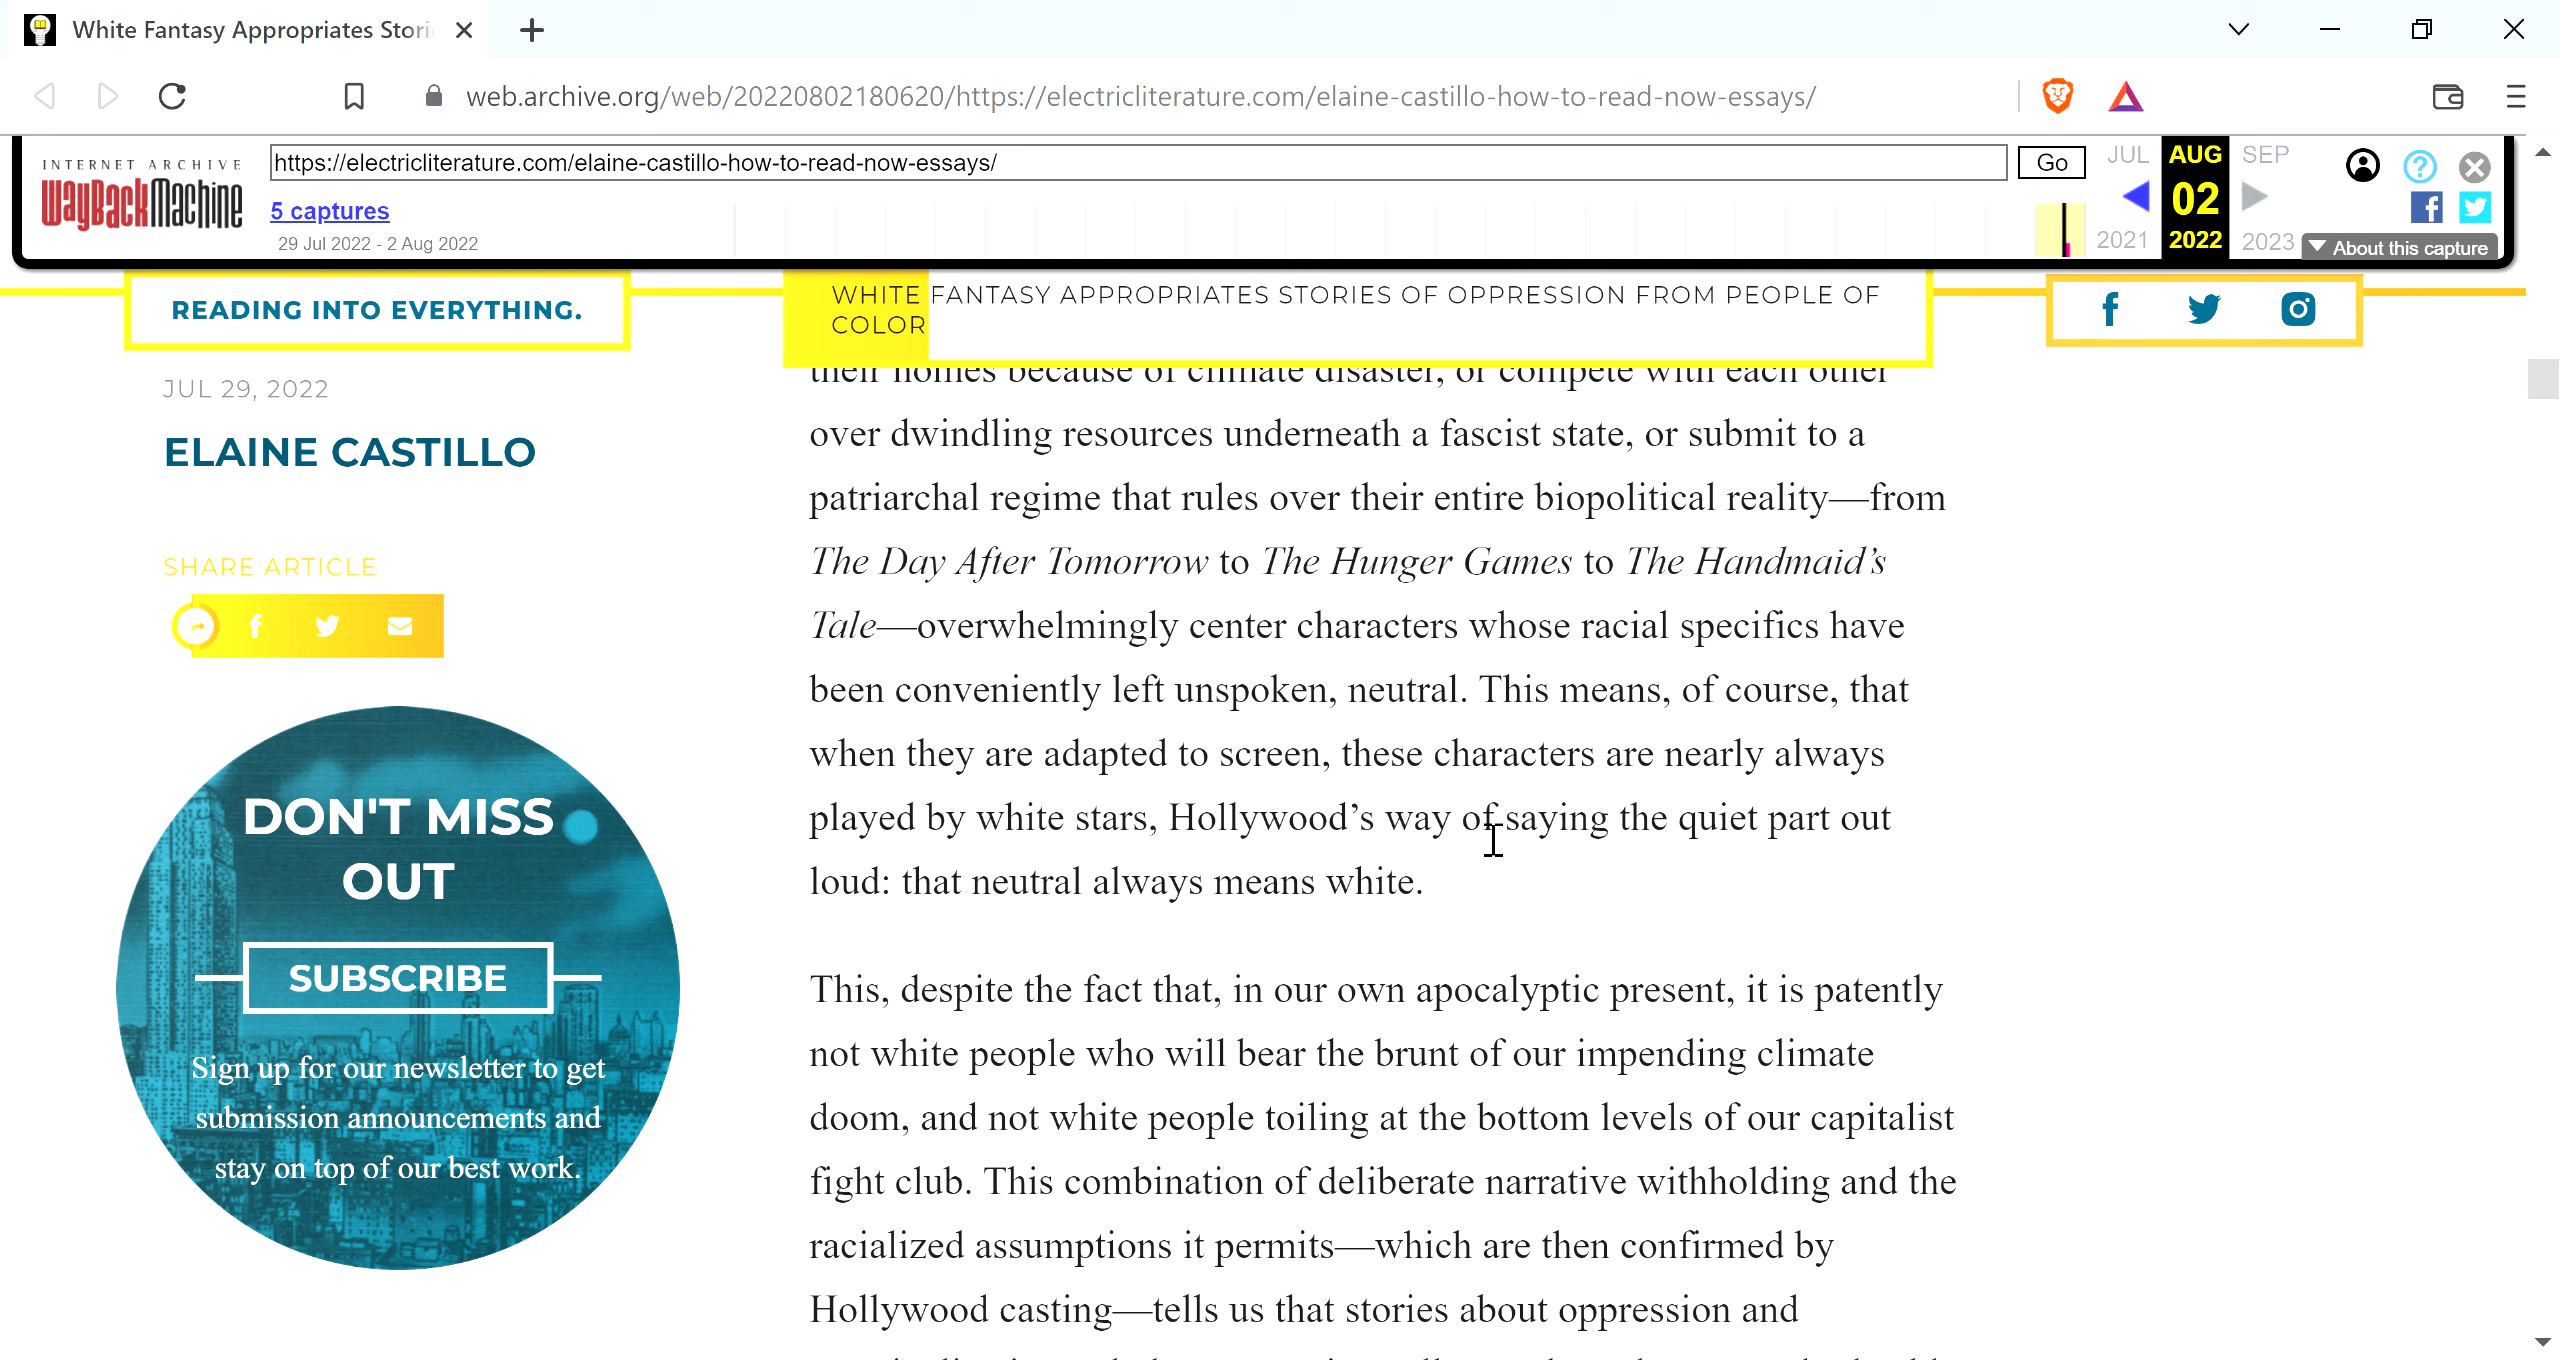 White Fantasy Appropriates Stori
web.archive.org/web/20220802180620/https://electricliterature.com/elaine-castillo-how-to-read-now-essays/
INTERNET ARCHIVE
WayBackMachine
https://electricliterature.com/elaine-castillo-how-to-read-now-essays/
Go
5 captures
29 Jul 2022 - 2 Aug 2022
JUL AUG SEP
02
2021 2022 2023
About this capture
READING INTO EVERYTHING.
WHITE FANTASY APPROPRIATES STORIES OF OPPRESSION FROM PEOPLE OF
COLOR
JUL 29, 2022
ELAINE CASTILLO
SHARE ARTICLE
DON'T MISS
OUT
SUBSCRIBE
Sign up for our newsletter to get
submission announcements and
stay on top of our best work.
their homes because of climate disaster, or compete with each other
over dwindling resources underneath a fascist state, or submit to a
patriarchal regime that rules over their entire biopolitical reality—from
The Day After Tomorrow to The Hunger Games to The Handmaid’s
Tale—overwhelmingly center characters whose racial specifics have
been conveniently left unspoken, neutral. This means, of course, that
when they are adapted to screen, these characters are nearly always
played by white stars, Hollywood’s way of saying the quiet part out
loud: that neutral always means white.
This, despite the fact that, in our own apocalyptic present, it is patently
not white people who will bear the brunt of our impending climate
doom, and not white people toiling at the bottom levels of our capitalist
fight club. This combination of deliberate narrative withholding and the
racialized assumptions it permits—which are then confirmed by
Hollywood casting—tells us that stories about oppression and